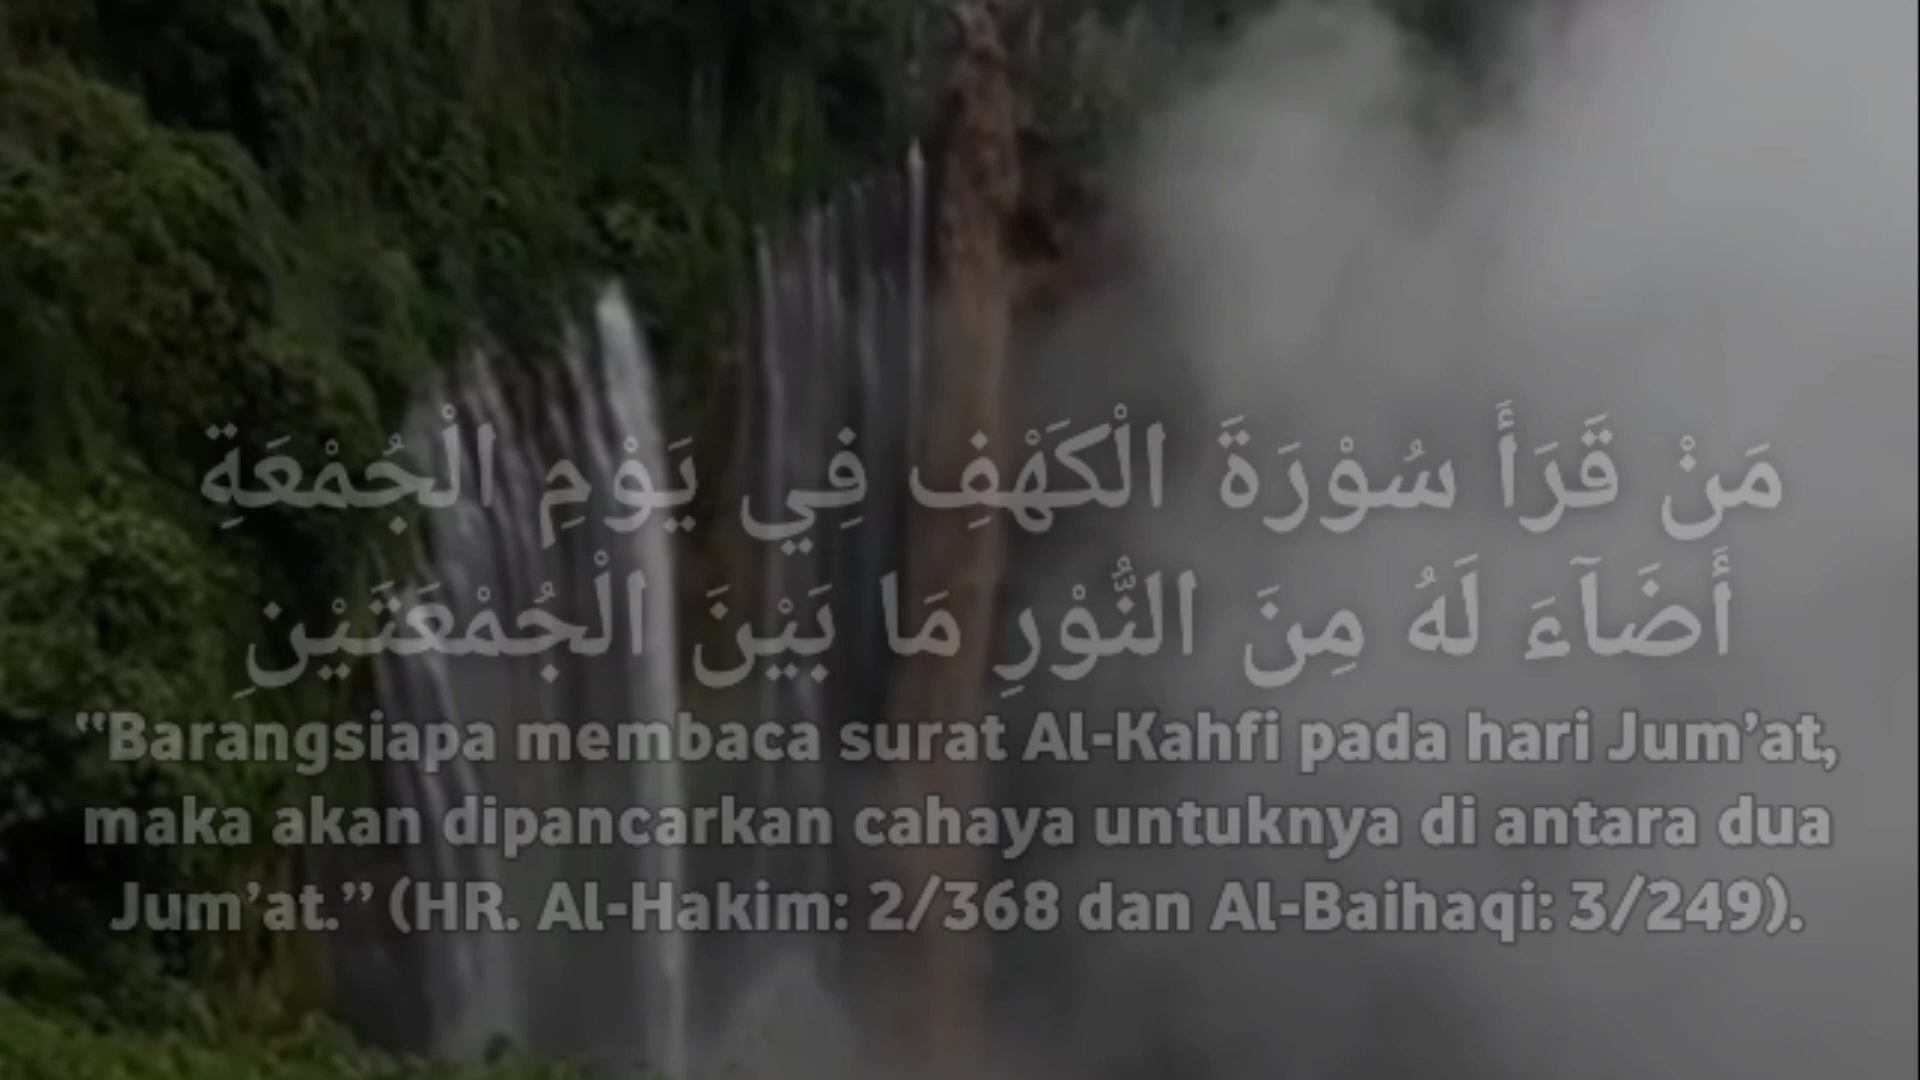 مَنْ قَرَأَ سُوْرَةَ الْكَهْفِ فِي يَوْمِ الْجُمْعَةِ
أَضَآءَ لَهُ مِنَ النُّوْرِ مَا بَيْنَ الْجُمْعَتَيْنِ
“Barangsiapa membaca surat Al-Kahfi pada hari Jum’at,
maka akan dipancarkan cahaya untuknya di antara dua
Jum’at.” (HR. Al-Hakim: 2/368 dan Al-Baihaqi: 3/249).